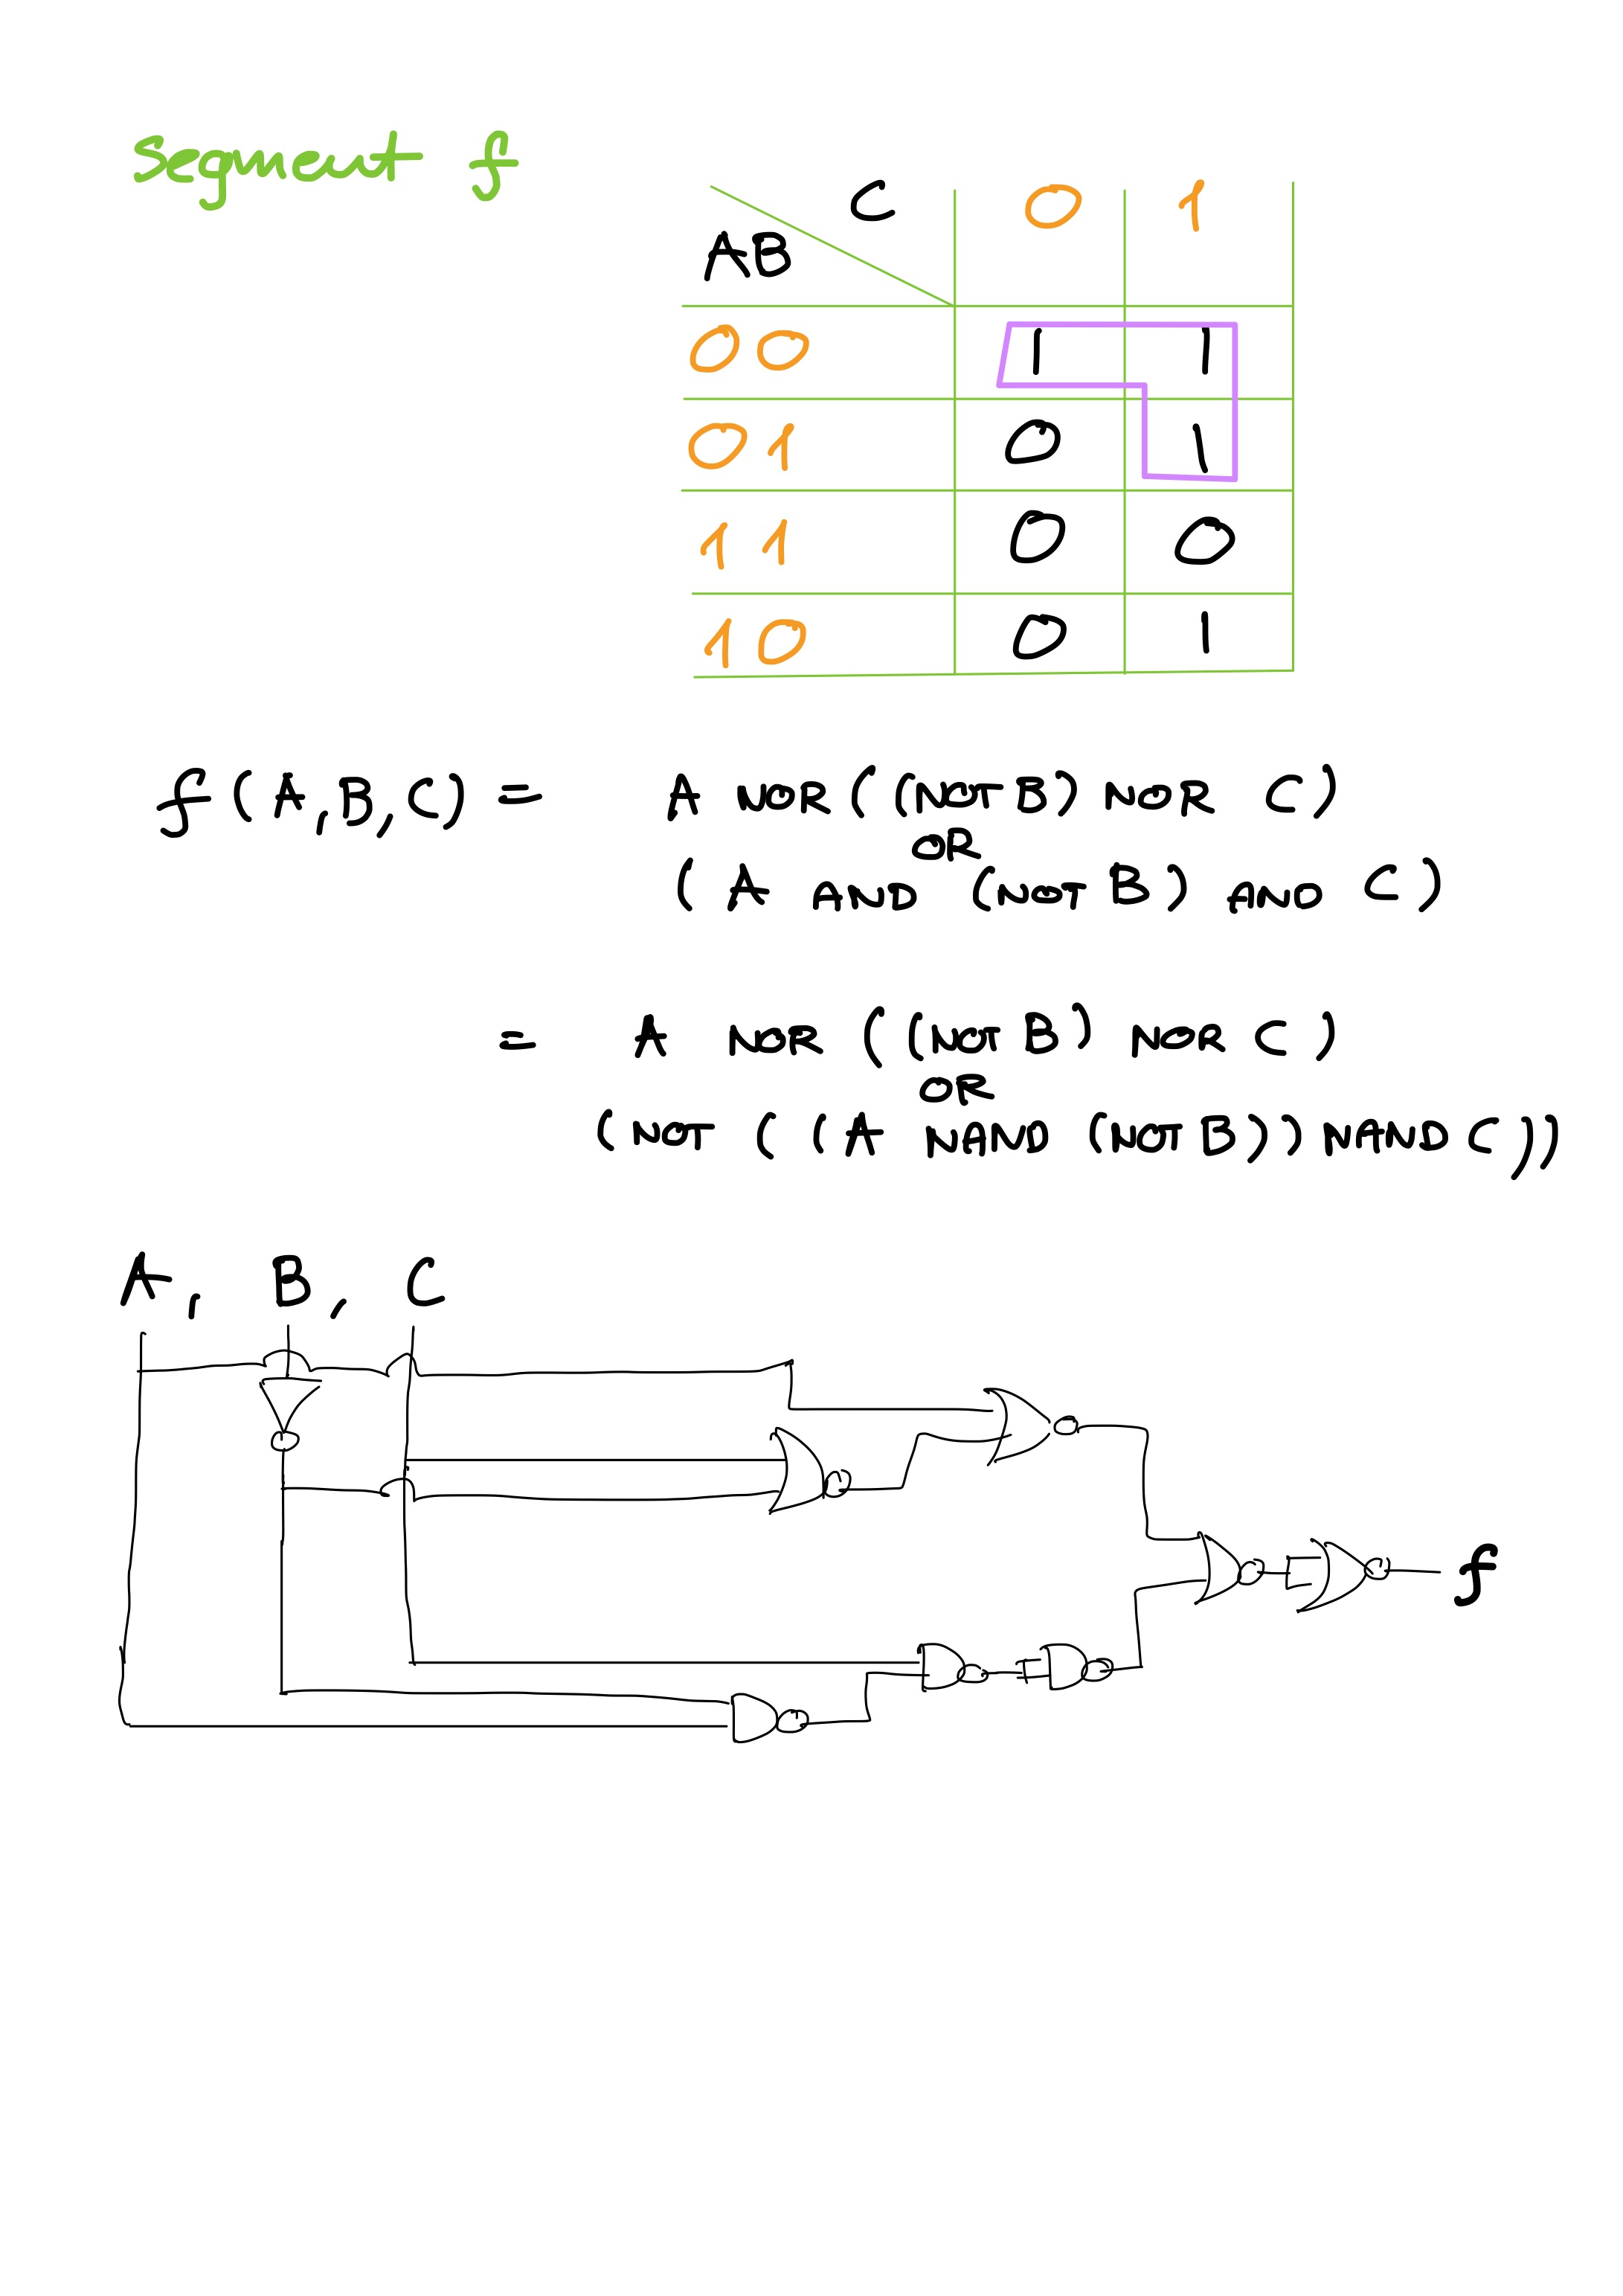 Segment f
C 0 1
AB
00 1 1
01 0 1
11 0 0
10 0 1
f(A,B,C) = A NOR ((NOT B) NOR C)
OR
(A AND (NOT B) AND C)
= A NOR ((NOT B) NOR C)
OR
(NOT ((A NAND (NOT B)) NAND C))
A, B, C
f